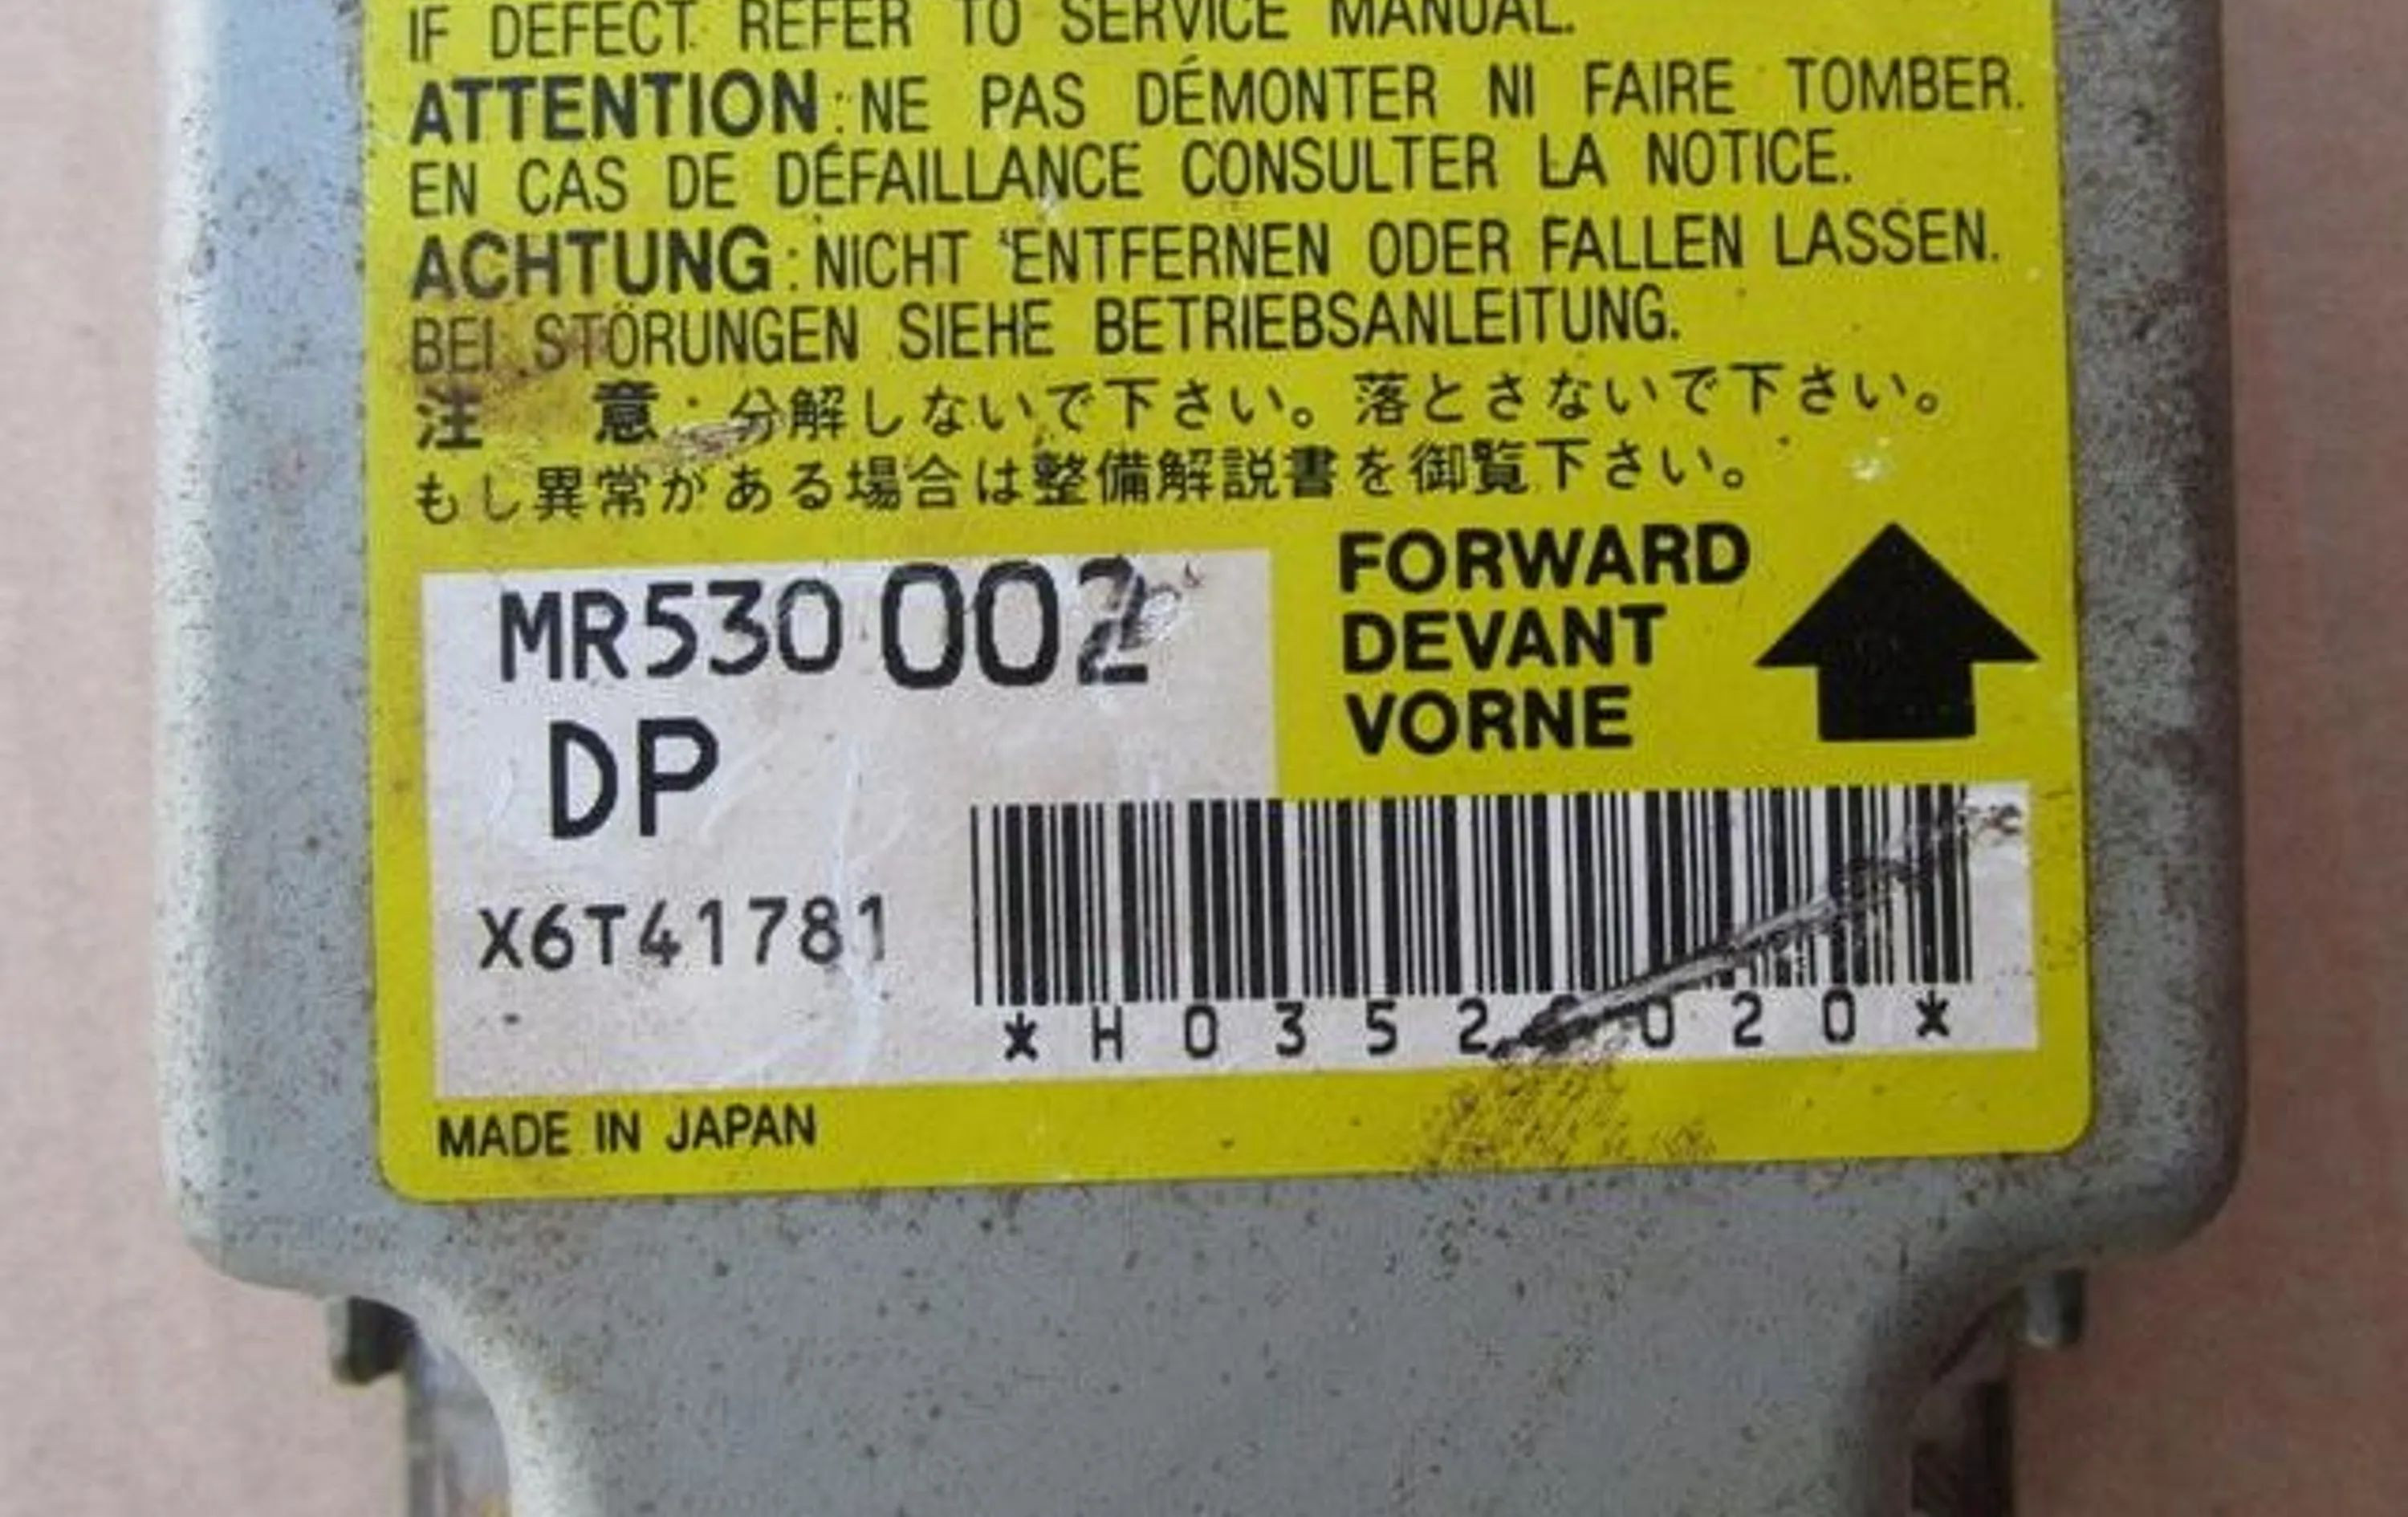 IF DEFECT REFER TO SERVICE MANUAL.
ATTENTION:NE PAS DÉMONTER NI FAIRE TOMBER.
EN CAS DE DÉFAILLANCE CONSULTER LA NOTICE.
ACHTUNG:NICHT ENTFERNEN ODER FALLEN LASSEN.
BEI STÖRUNGEN SIEHE BETRIEBSANLEITUNG.
注 意:分解しないで下さい。落とさないで下さい。
もし異常がある場合は整備解説書を御覧下さい。
MR530002
DP
FORWARD
DEVANT
VORNE
X6T41781
MADE IN JAPAN